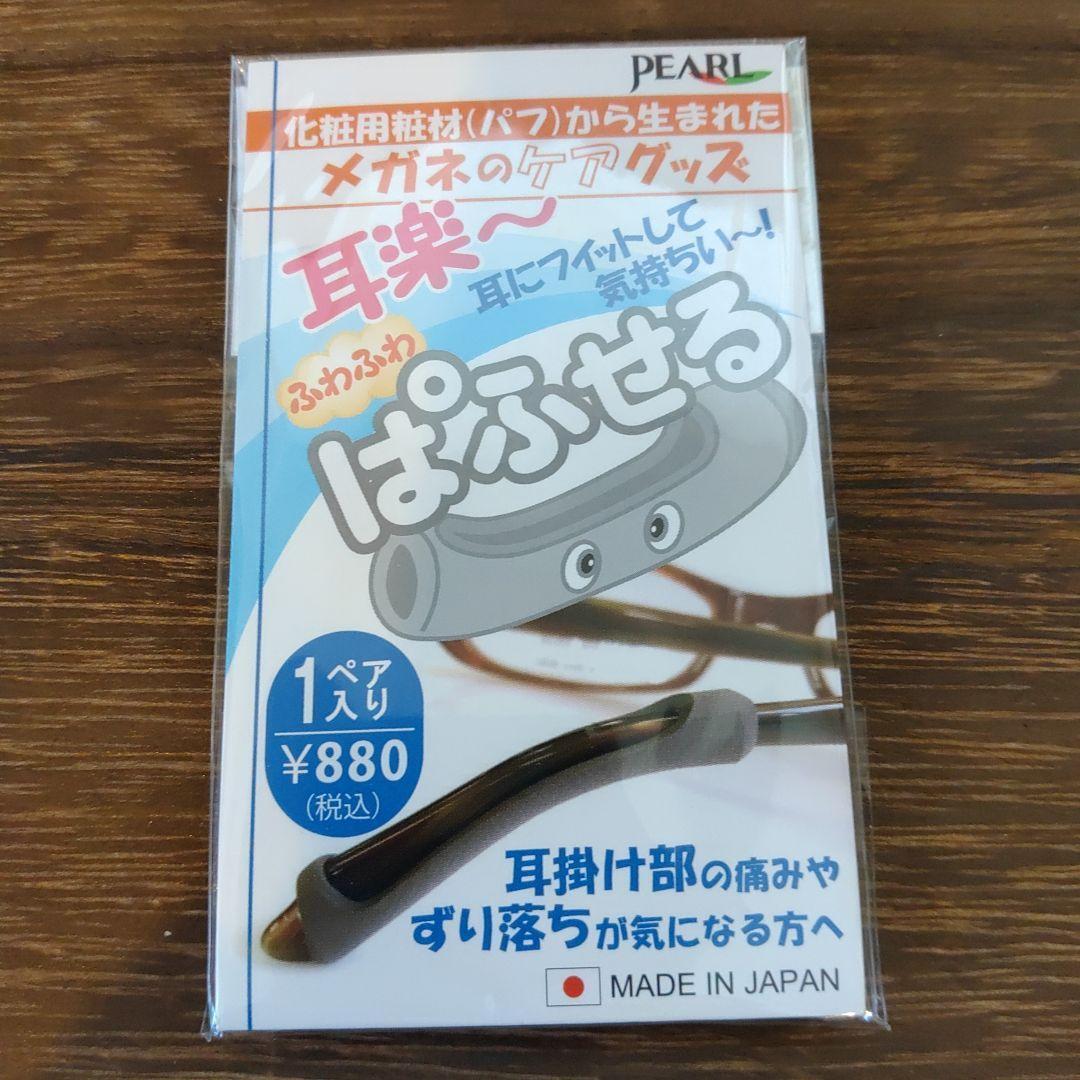 PEARL
化粧用粧材(パフ)から生まれた
メガネのケアグッズ
耳楽～
耳にフィットして
気持ちい～!
ふわふわ
ぱふせる
1ペア入り
¥880
(税込)
耳掛け部の痛みや
ずり落ちが気になる方へ
MADE IN JAPAN